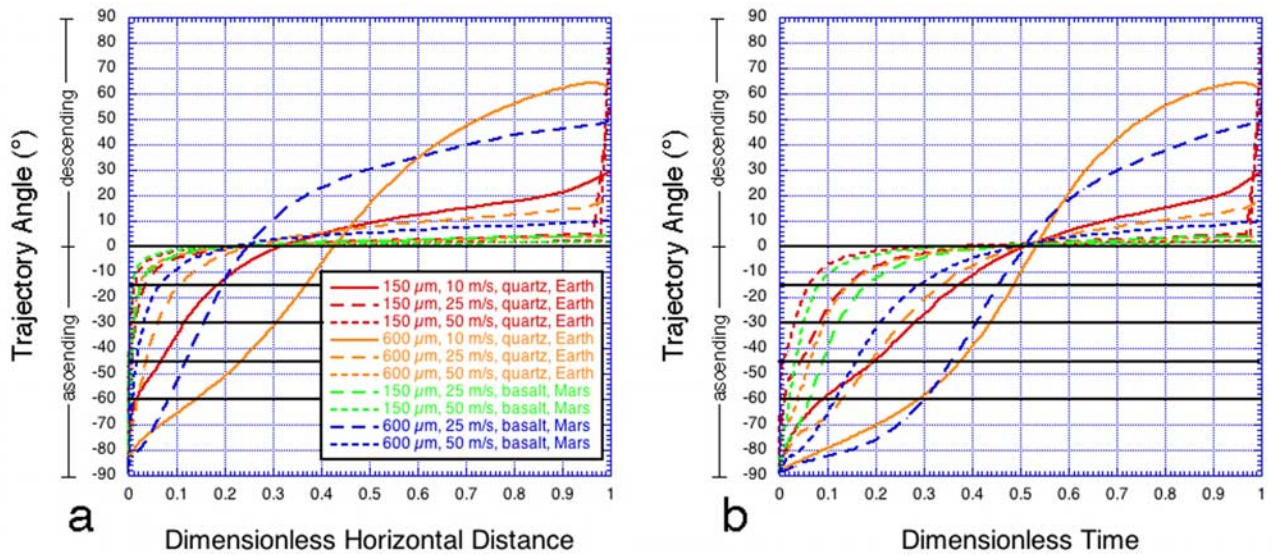 90
80
70
60
50
40
30
20
10
0
-10
-20
-30
-40
-50
-60
-70
-80
-90
Trajectory Angle (°)
descending
ascending
150 µm, 10 m/s, quartz, Earth
150 µm, 25 m/s, quartz, Earth
150 µm, 50 m/s, quartz, Earth
600 µm, 10 m/s, quartz, Earth
600 µm, 25 m/s, quartz, Earth
600 µm, 50 m/s, quartz, Earth
150 µm, 25 m/s, basalt, Mars
150 µm, 50 m/s, basalt, Mars
600 µm, 25 m/s, basalt, Mars
600 µm, 50 m/s, basalt, Mars
0 0.1 0.2 0.3 0.4 0.5 0.6 0.7 0.8 0.9 1
a
Dimensionless Horizontal Distance
90
80
70
60
50
40
30
20
10
0
-10
-20
-30
-40
-50
-60
-70
-80
-90
Trajectory Angle (°)
descending
ascending
0 0.1 0.2 0.3 0.4 0.5 0.6 0.7 0.8 0.9 1
b
Dimensionless Time